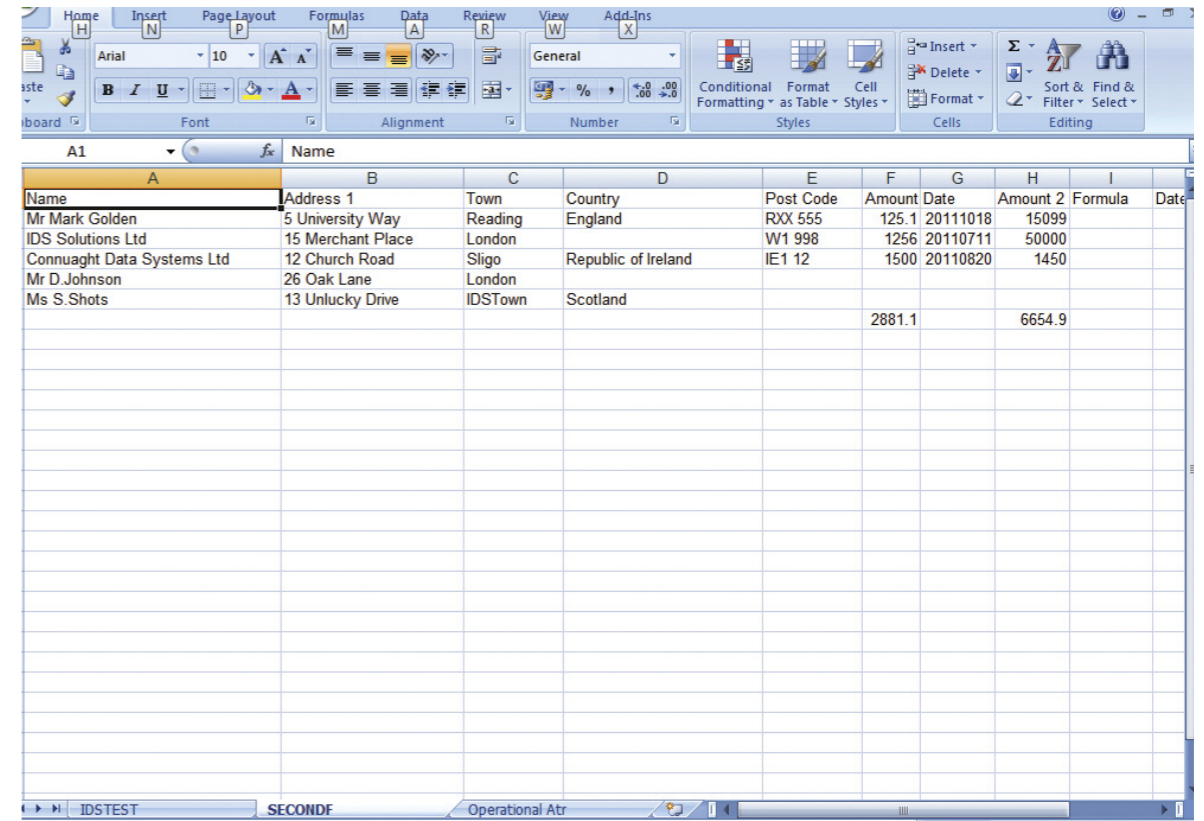 Home Insert Page Layout Formulas Data Review View Add-Ins
H N P M A R W X
Arial 10 A A General Insert Σ
aste B I U A % , .00 .00 Conditional Formatting Format as Table Cell Styles Delete Sort & Filter Find & Select
Format
board Font Alignment Number Styles Cells Editing
A1 fx Name
A B C D E F G H I
Name Address 1 Town Country Post Code Amount Date Amount 2 Formula Date
Mr Mark Golden 5 University Way Reading England RXX 555 125.1 20111018 15099
IDS Solutions Ltd 15 Merchant Place London W1 998 1256 20110711 50000
Connuaght Data Systems Ltd 12 Church Road Sligo Republic of Ireland IE1 12 1500 20110820 1450
Mr D.Johnson 26 Oak Lane London
Ms S.Shots 13 Unlucky Drive IDSTown Scotland
2881.1 6654.9
IDSTEST SECONDF Operational Atr